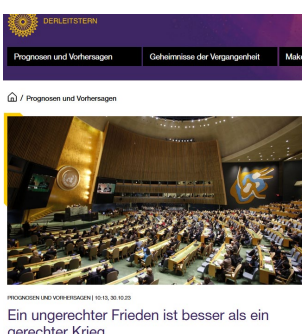 DERLEITSTERN
Prognosen und Vorhersagen Geheimnisse der Vergangenheit Make
/ Prognosen und Vorhersagen
PROGNOSEN UND VORHERSAGEN | 10:13, 30.10.23
Ein ungerechter Frieden ist besser als ein
gerechter Krieg